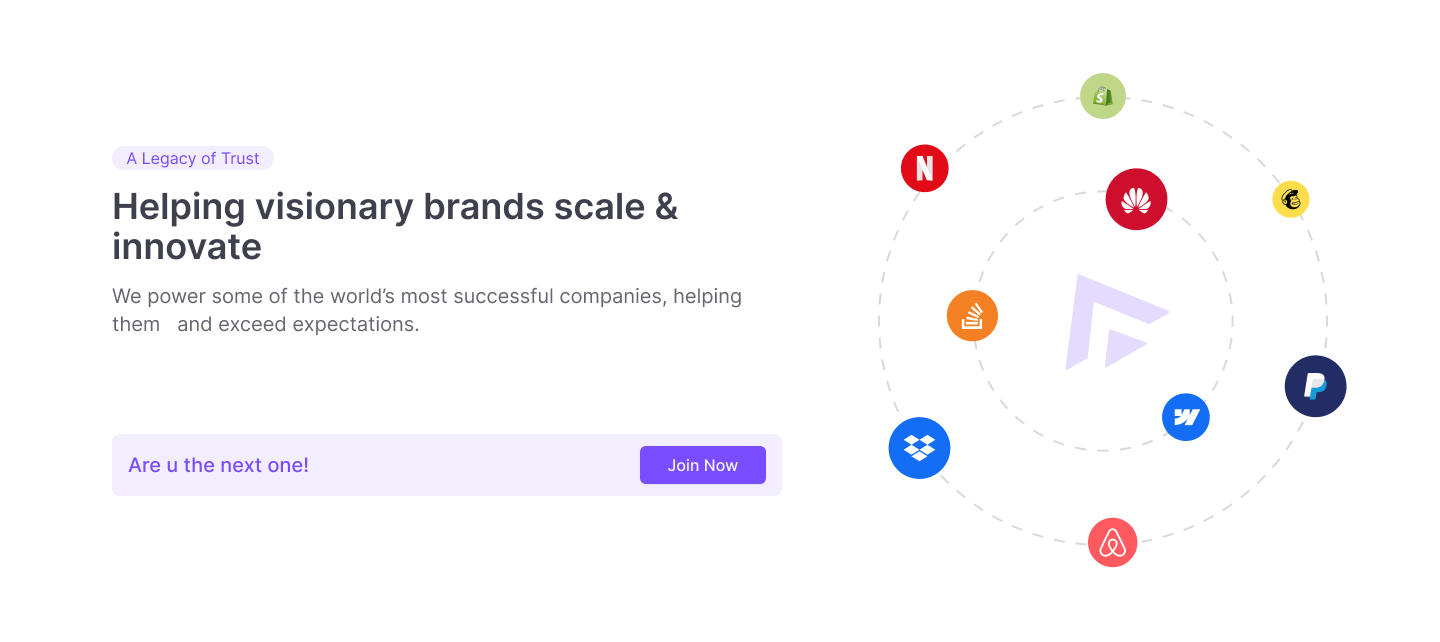 A Legacy of Trust
Helping visionary brands scale &
innovate
We power some of the world’s most successful companies, helping
them   and exceed expectations.
Are u the next one!
Join Now